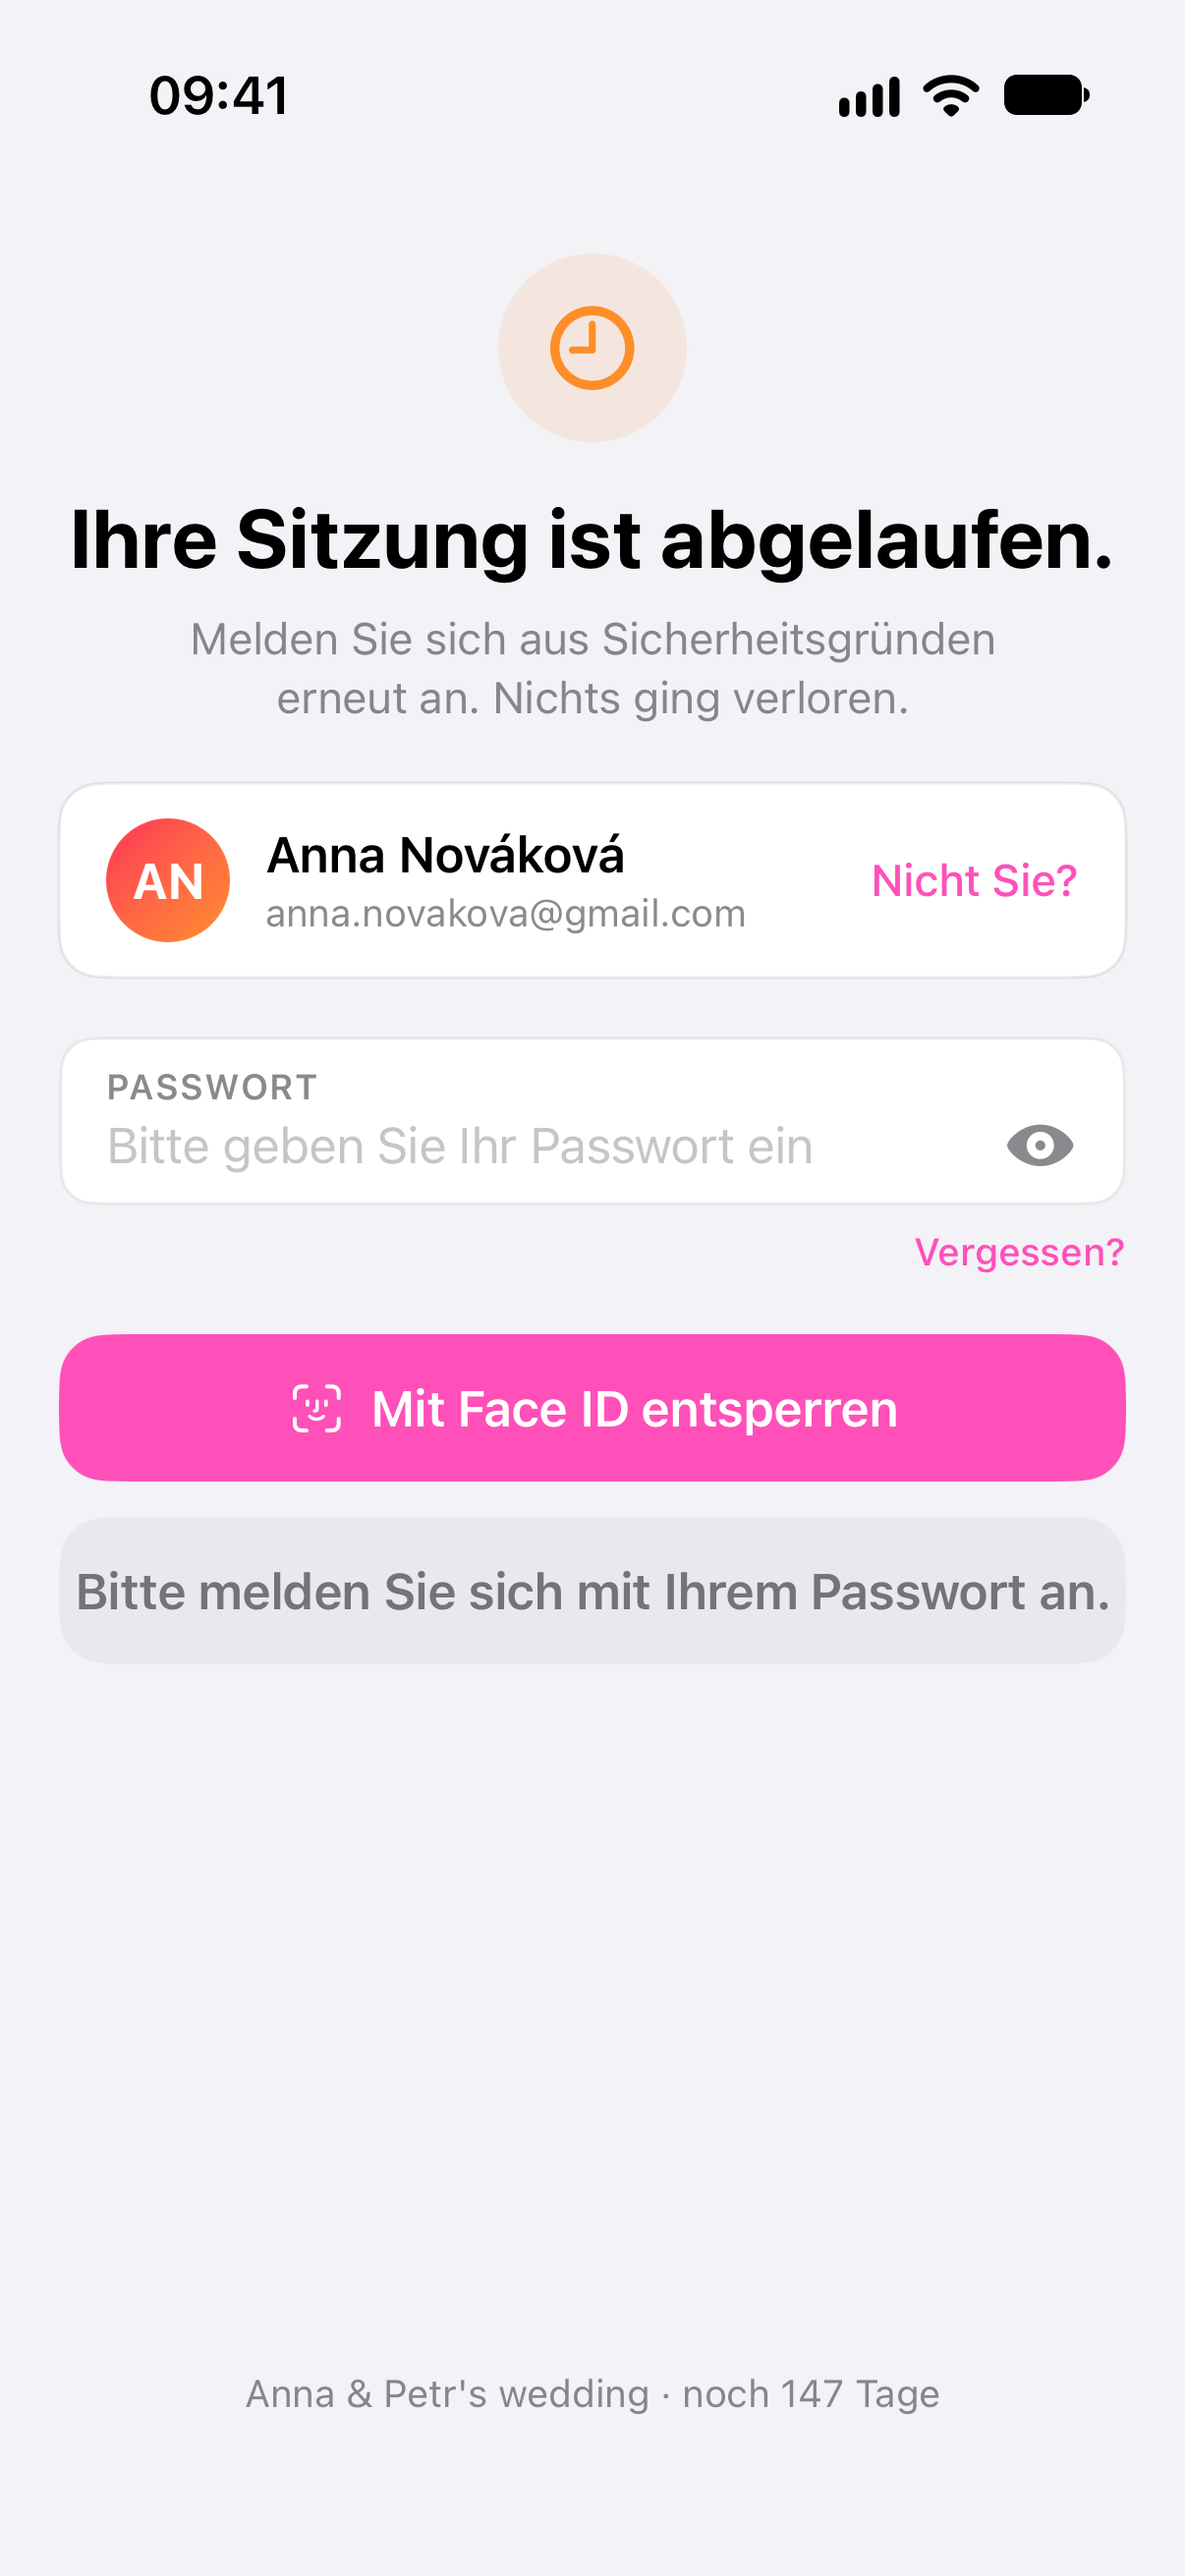 09:41
Ihre Sitzung ist abgelaufen.
Melden Sie sich aus Sicherheitsgründen
erneut an. Nichts ging verloren.
AN
Anna Nováková
anna.novakova@gmail.com
Nicht Sie?
PASSWORT
Bitte geben Sie Ihr Passwort ein
Vergessen?
Mit Face ID entsperren
Bitte melden Sie sich mit Ihrem Passwort an.
Anna & Petr's wedding · noch 147 Tage